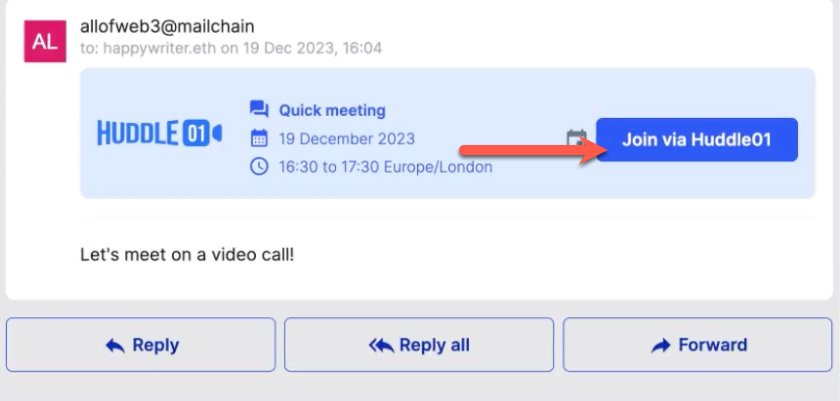 AL
allofweb3@mailchain
to: happywriter.eth on 19 Dec 2023, 16:04
HUDDLE 01
Quick meeting
19 December 2023
16:30 to 17:30 Europe/London
Join via Huddle01
Let's meet on a video call!
Reply
Reply all
Forward